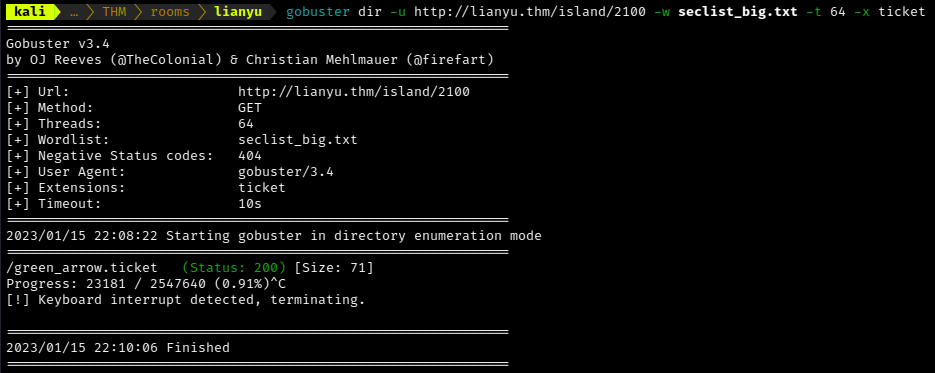 kali … THM rooms lianyu gobuster dir -u http://lianyu.thm/island/2100 -w seclist_big.txt -t 64 -x ticket
===============================================================
Gobuster v3.4
by OJ Reeves (@TheColonial) & Christian Mehlmauer (@firefart)
===============================================================
[+] Url:                     http://lianyu.thm/island/2100
[+] Method:                  GET
[+] Threads:                 64
[+] Wordlist:                seclist_big.txt
[+] Negative Status codes:   404
[+] User Agent:              gobuster/3.4
[+] Extensions:              ticket
[+] Timeout:                 10s
===============================================================
2023/01/15 22:08:22 Starting gobuster in directory enumeration mode
===============================================================
/green_arrow.ticket   (Status: 200) [Size: 71]
Progress: 23181 / 2547640 (0.91%)^C
[!] Keyboard interrupt detected, terminating.
===============================================================
2023/01/15 22:10:06 Finished
===============================================================